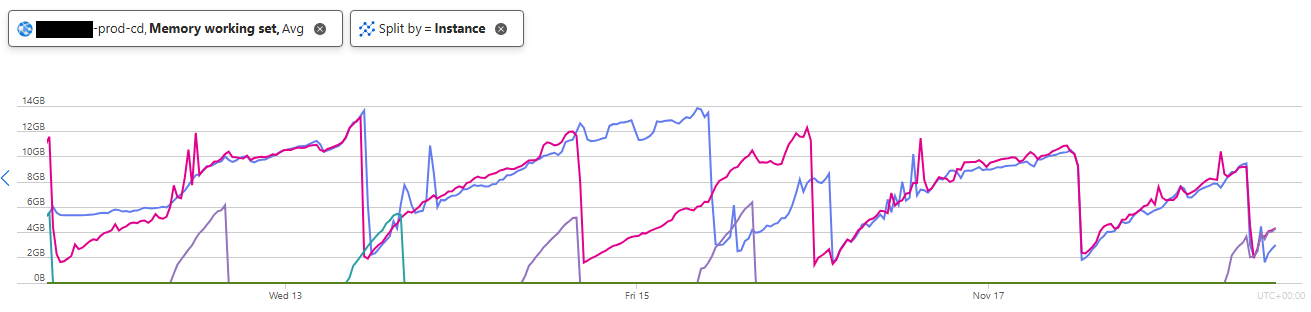 -prod-cd, Memory working set, Avg
Split by = Instance
14GB
12GB
10GB
8GB
6GB
4GB
2GB
0B
Wed 13
Fri 15
Nov 17
UTC+00:00